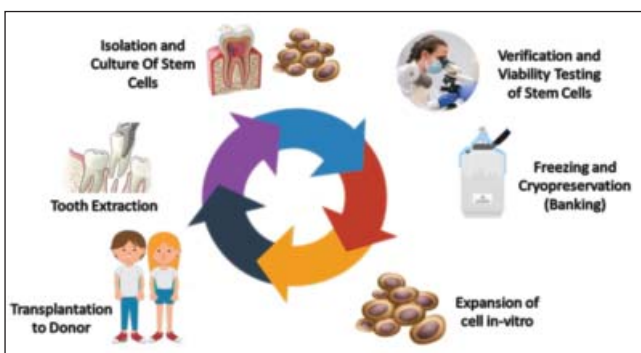 Isolation and
Culture Of Stem
Cells
Verification and
Viability Testing
of Stem Cells
Freezing and
Cryopreservation
(Banking)
Expansion of
cell in-vitro
Transplantation
to Donor
Tooth Extraction